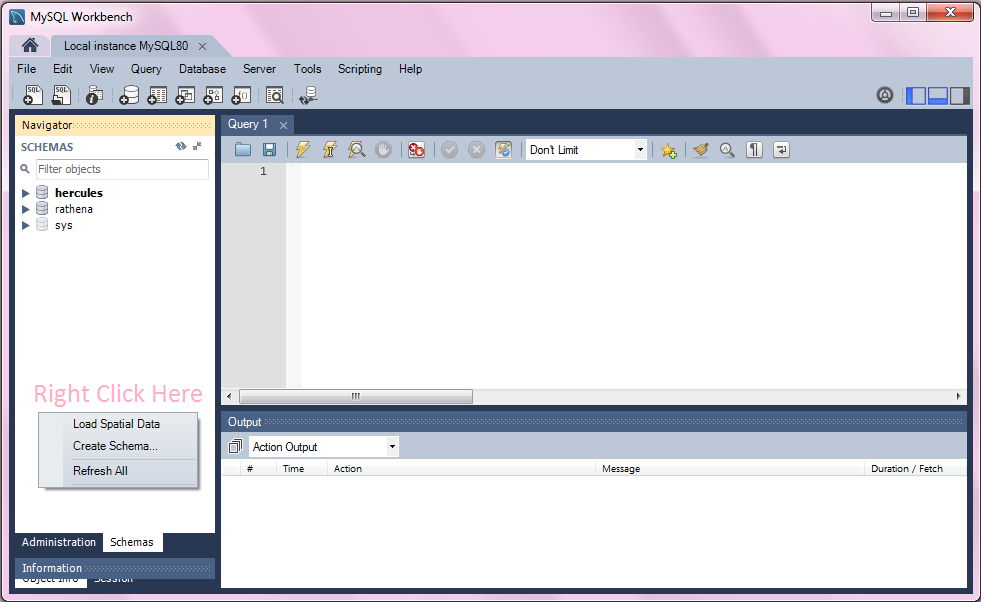 MySQL Workbench
Local instance MySQL80
File Edit View Query Database Server Tools Scripting Help
Navigator
Query 1
SCHEMAS
Don't Limit
Filter objects
1
hercules
rathena
sys
Right Click Here
Load Spatial Data
Create Schema...
Refresh All
Output
Action Output
# Time Action Message Duration / Fetch
Administration Schemas
Information
Object Info Session